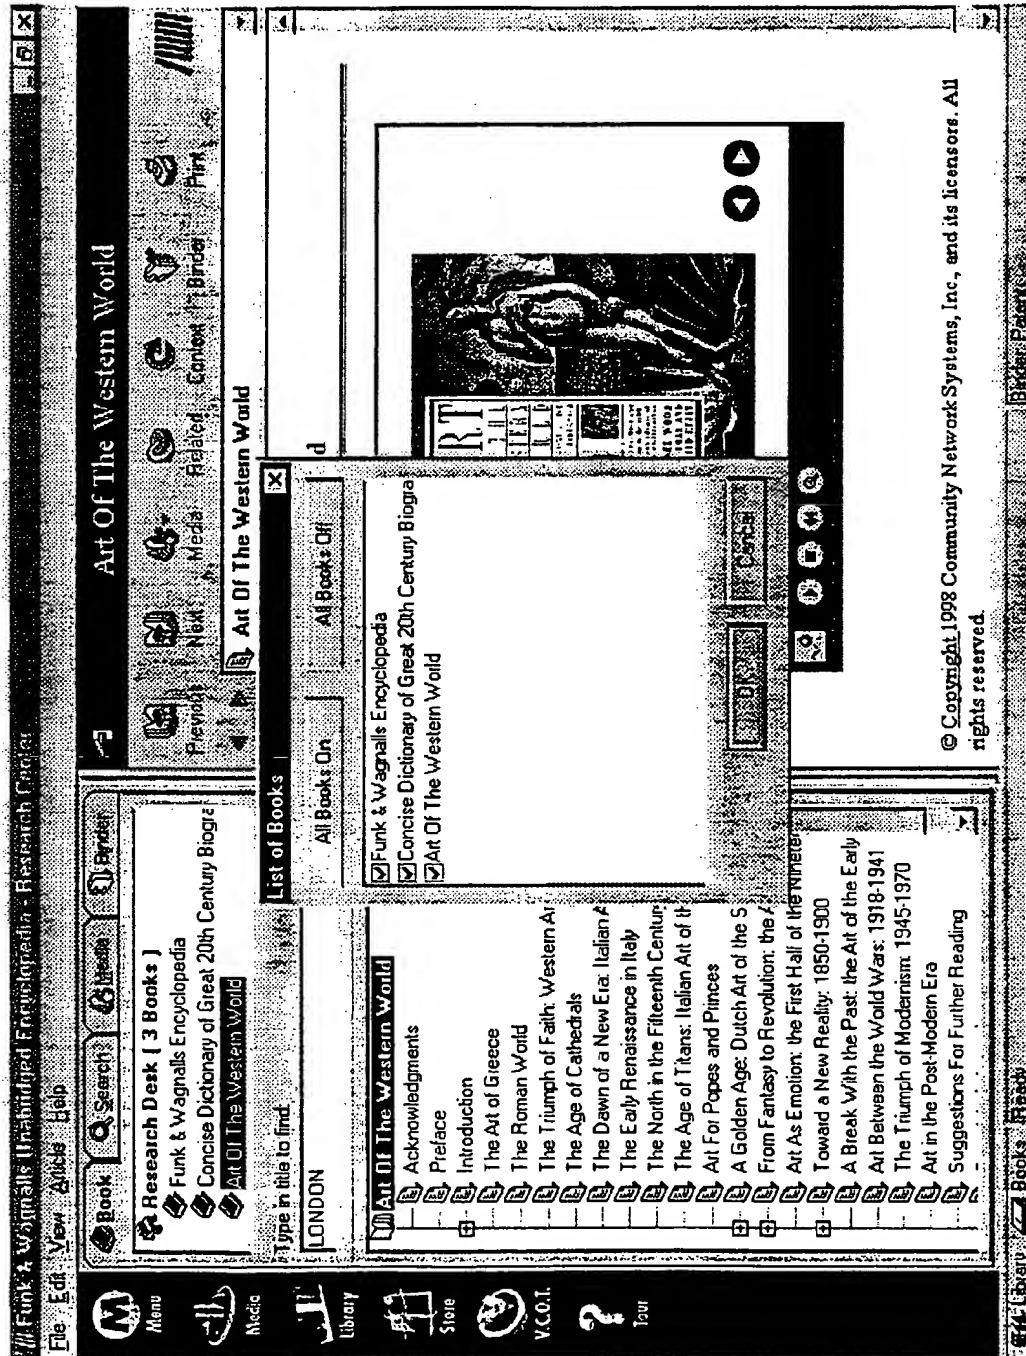 Funk & Wagnalls Unabridged Encyclopedia - Research Center
File Edit View Article Help
Menu
Media
Library
Store
V.C.O.T.
Tour
Book
Search
Media
Binder
Research Desk [ 3 Books ]
Funk & Wagnalls Encyclopedia
Concise Dictionary of Great 20th Century Biogra
Art Of The Western World
Type in title to find:
LONDON
Art Of The Western World
Acknowledgments
Preface
Introduction
The Art of Greece
The Roman World
The Triumph of Faith: Western Ar
The Age of Cathedrals
The Dawn of a New Era: Italian A
The Early Renaissance in Italy
The North in the Fifteenth Centur
The Age of Titans: Italian Art of th
Art For Popes and Princes
A Golden Age: Dutch Art of the S
From Fantasy to Revolution: the
Art As Emotion: the First Half of the Nineteen
Toward a New Reality: 1850-1900
A Break With the Past: the Art of the Early
Art Between the World Wars: 1918-1941
The Triumph of Modernism: 1945-1970
Art in the Post-Modern Era
Suggestions For Further Reading
Art Of The Western World
Previous Next Media Related Context Binder Print
Art Of The Western World
d
List of Books
All Books On
All Books Off
Funk & Wagnalls Encyclopedia
Concise Dictionary of Great 20th Century Biogra
Art Of The Western World
OK
Cancel
RT
© Copyright 1998 Community Network Systems, Inc., and its licensors. All
rights reserved.
Library
Books
Ready
Binder: Patent